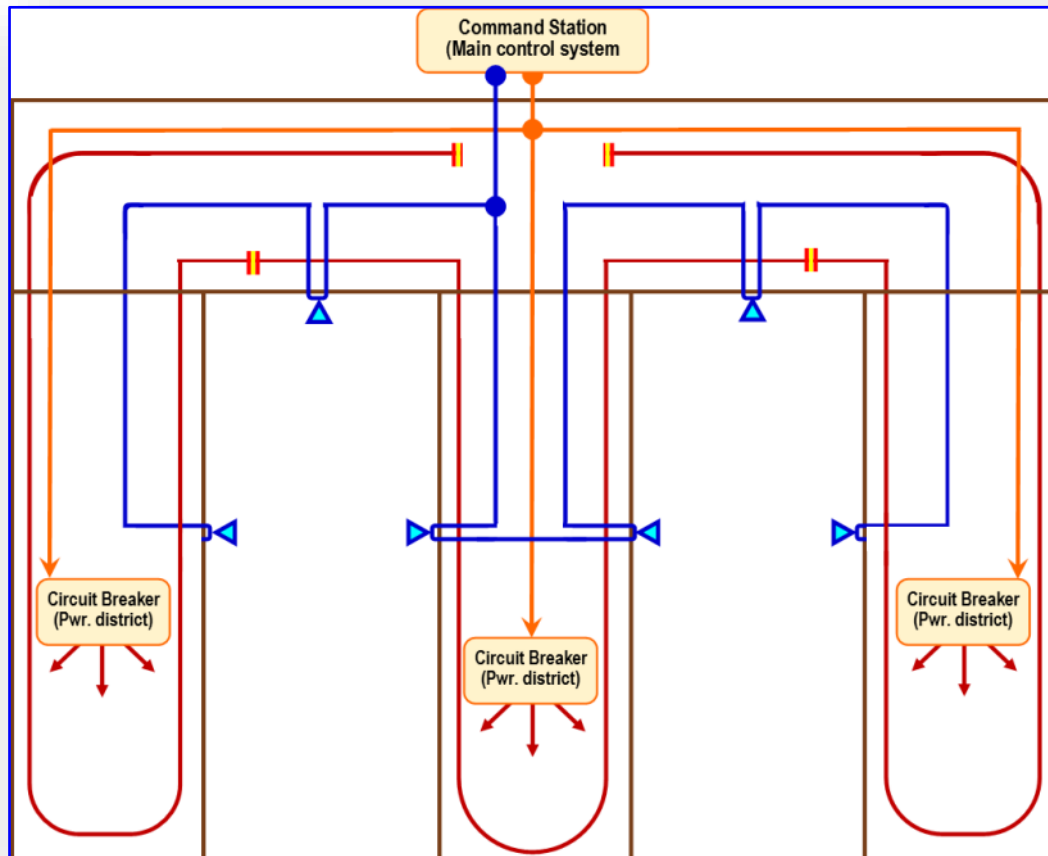 Command Station
(Main control system
Circuit Breaker
(Pwr. district)
Circuit Breaker
(Pwr. district)
Circuit Breaker
(Pwr. district)